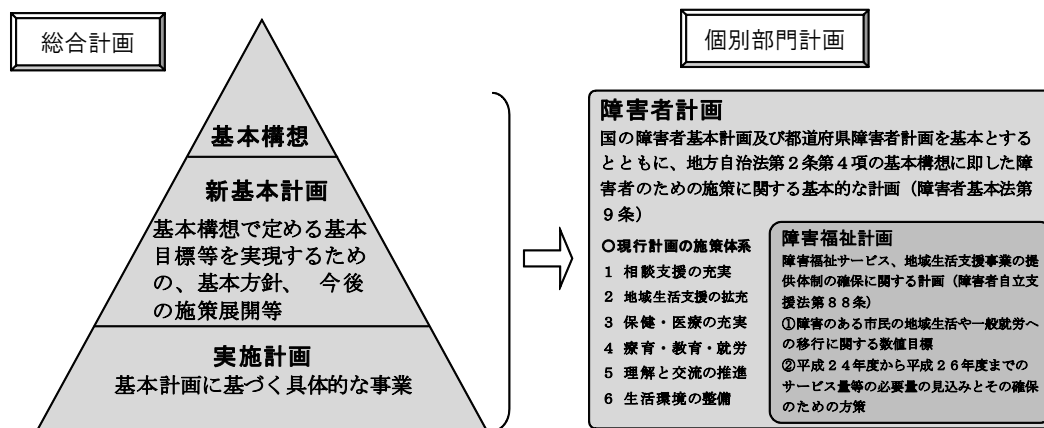 総合計画
基本構想
新基本計画
基本構想で定める基本
目標等を実現するため
の、基本方針、　今後
の施策展開等
実施計画
基本計画に基づく具体的な事業
個別部門計画
障害者計画
国の障害者基本計画及び都道府県障害者計画を基本とする
とともに、地方自治法第２条第４項の基本構想に即した障
害者のための施策に関する基本的な計画（障害者基本法第
９条）
○現行計画の施策体系
1 相談支援の充実
2 地域生活支援の拡充
3 保健・医療の充実
4 療育・教育・就労
5 理解と交流の推進
6 生活環境の整備
障害福祉計画
障害福祉サービス、地域生活支援事業の提
供体制の確保に関する計画（障害者自立支
援法第８８条）
①障害のある市民の地域生活や一般就労へ
の移行に関する数値目標
②平成２４年度から平成２６年度までの
サービス量等の必要量の見込みとその確保
のための方策